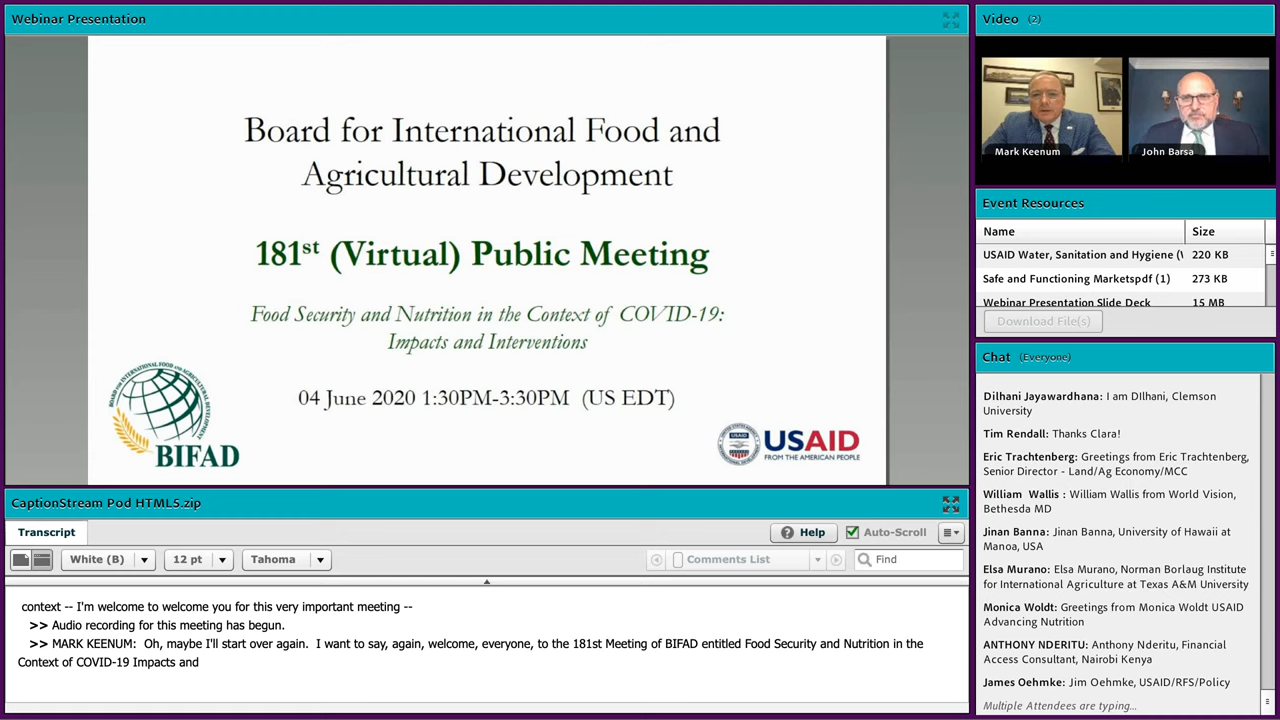 Webinar Presentation
Board for International Food and
Agricultural Development
181st (Virtual) Public Meeting
Food Security and Nutrition in the Context of COVID-19:
Impacts and Interventions
04 June 2020 1:30PM-3:30PM (US EDT)
BOARD FOR INTERNATIONAL FOOD AND AGRICULTURAL DEVELOPMENT
BIFAD
USAID
FROM THE AMERICAN PEOPLE
CaptionStream Pod HTML5.zip
Transcript
Help
Auto-Scroll
White (B)
12 pt
Tahoma
Comments List
Find
context -- I'm welcome to welcome you for this very important meeting --
>> Audio recording for this meeting has begun.
>> MARK KEENUM: Oh, maybe I'll start over again. I want to say, again, welcome, everyone, to the 181st Meeting of BIFAD entitled Food Security and Nutrition in the
Context of COVID-19 Impacts and
Video (2)
Mark Keenum
John Barsa
Event Resources
Name Size
USAID Water, Sanitation and Hygiene (\ 220 KB
Safe and Functioning Marketspdf (1) 273 KB
Webinar Presentation Slide Deck 15 MB
Download File(s)
Chat (Everyone)
Dilhani Jayawardhana: I am DIlhani, Clemson
University
Tim Rendall: Thanks Clara!
Eric Trachtenberg: Greetings from Eric Trachtenberg,
Senior Director - Land/Ag Economy/MCC
William Wallis : William Wallis from World Vision,
Bethesda MD
Jinan Banna: Jinan Banna, University of Hawaii at
Manoa, USA
Elsa Murano: Elsa Murano, Norman Borlaug Institute
for International Agriculture at Texas A&M University
Monica Woldt: Greetings from Monica Woldt USAID
Advancing Nutrition
ANTHONY NDERITU: Anthony Nderitu, Financial
Access Consultant, Nairobi Kenya
James Oehmke: Jim Oehmke, USAID/RFS/Policy
Multiple Attendees are typing...